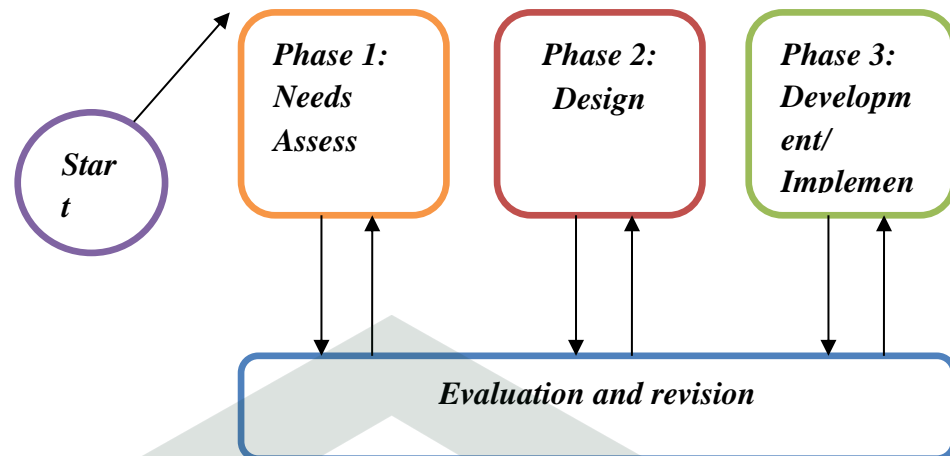 Phase 1:
Needs
Assess
Phase 2:
Design
Phase 3:
Developm
ent/
Implemen
Star
t
Evaluation and revision